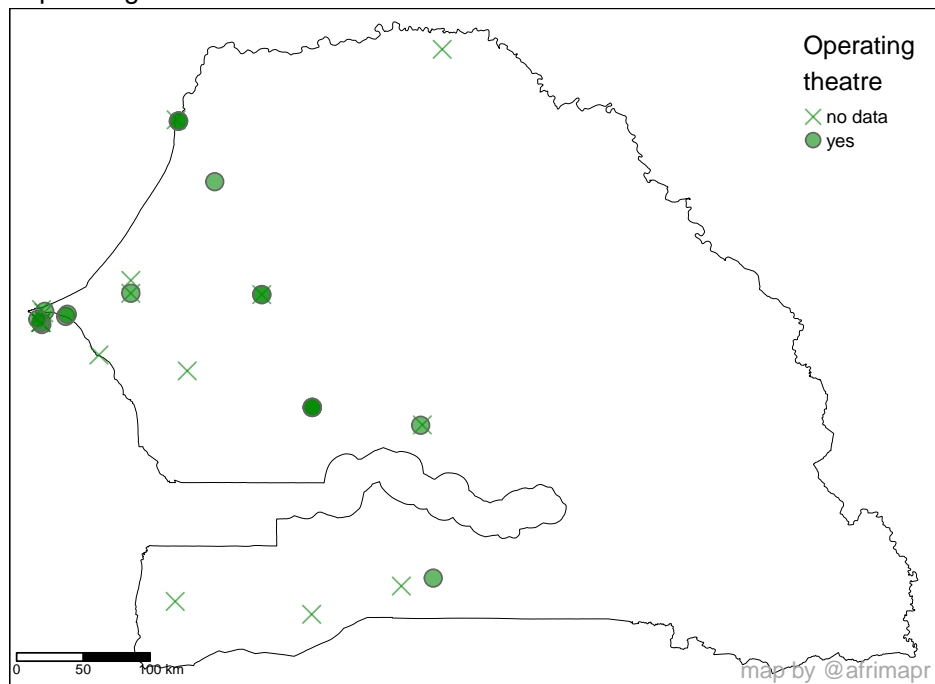 Operating
theatre
no data
yes
0 50 100 km
map by @afrimapr